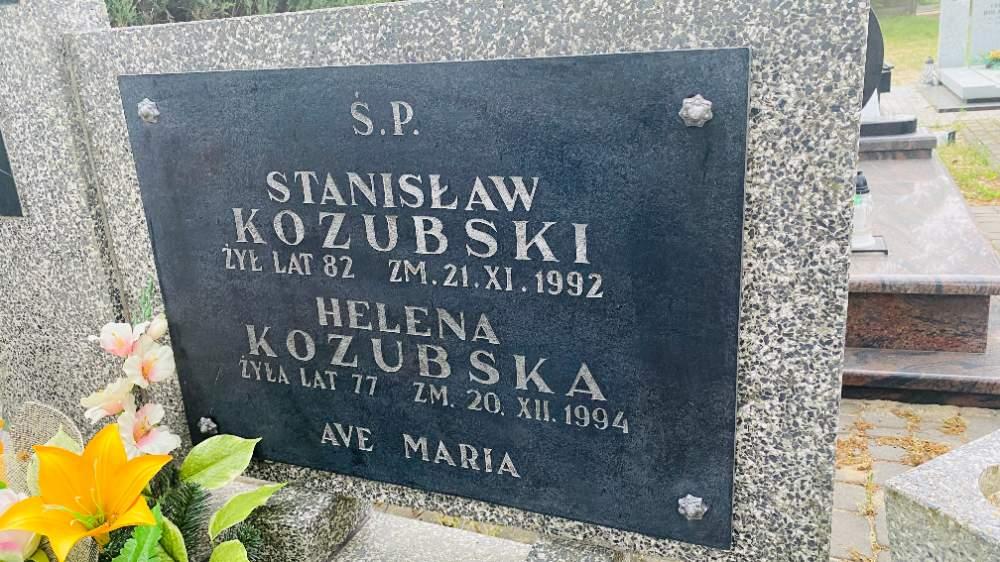 Ś.P.
STANISŁAW
KOZUBSKI
ŻYŁ LAT 82 ZM. 21. XI. 1992
HELENA
KOZUBSKA
ŻYŁA LAT 77 ZM. 20. XII. 1994
AVE MARIA